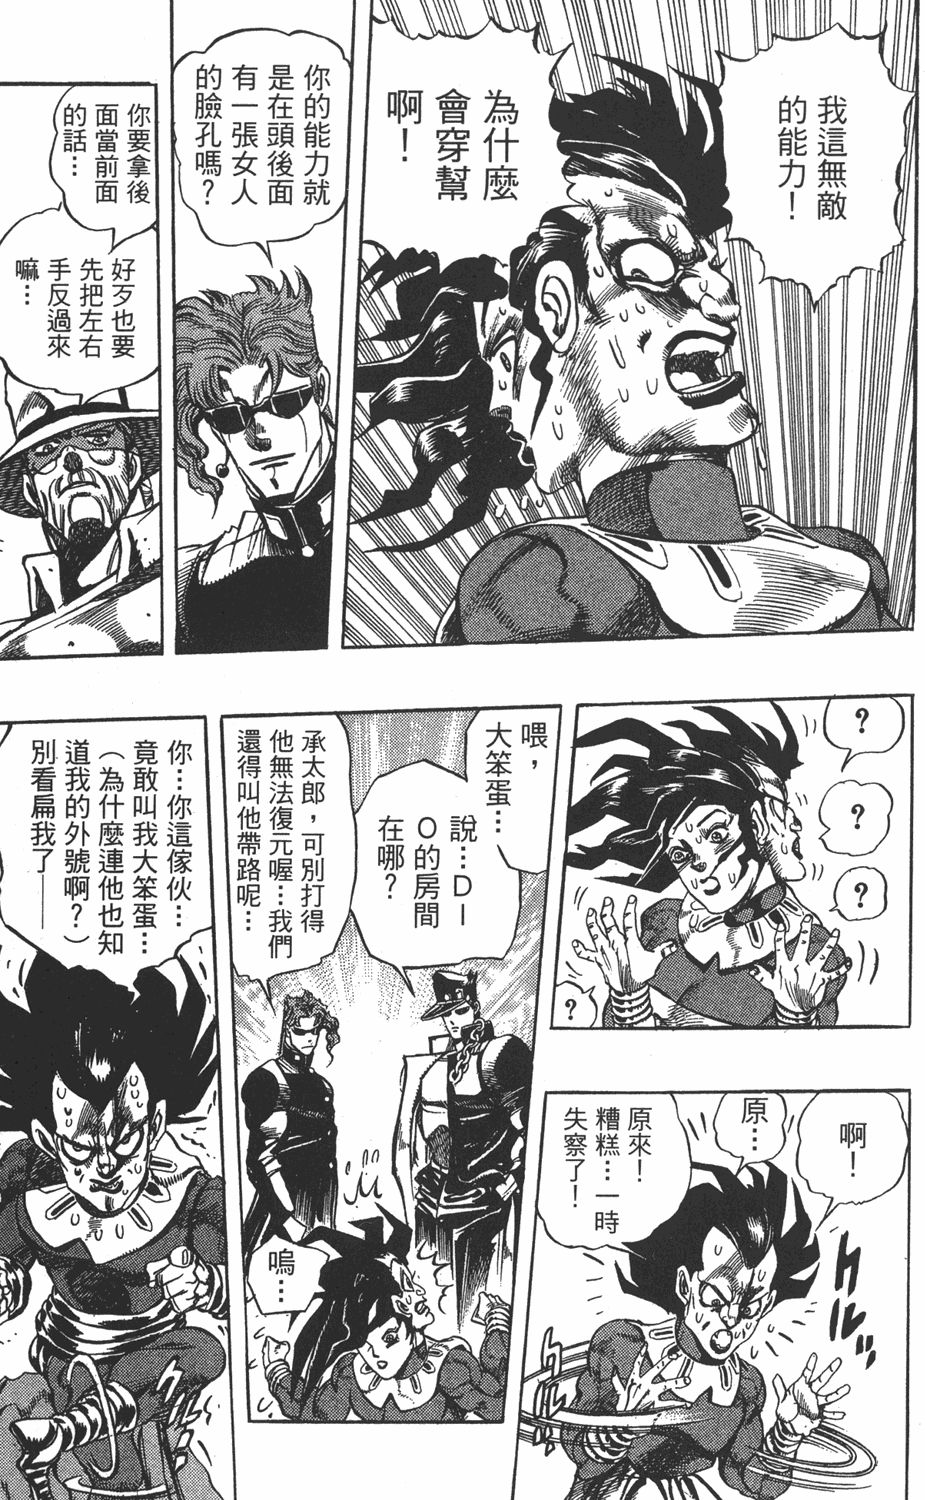 我這無敵
的能力！
為什麼
會穿幫
啊！
你的能力就
是在頭後面
有一張女人
的臉孔嗎？
你要拿後
面當前面
的話…
好歹也要
先把左右
手反過來
嘛…
？
？
？
？
啊！
原…
原來！
糟糕…一時
失察了！
喂，
大笨蛋…
說…DI
O的房間
在哪？
承太郎，可別打得
他無法復元喔…我們
還得叫他帶路呢…
嗚…
你…你這傢伙…
竟敢叫我大笨蛋…
（為什麼連他也知
道我的外號啊？）
別看扁我了——